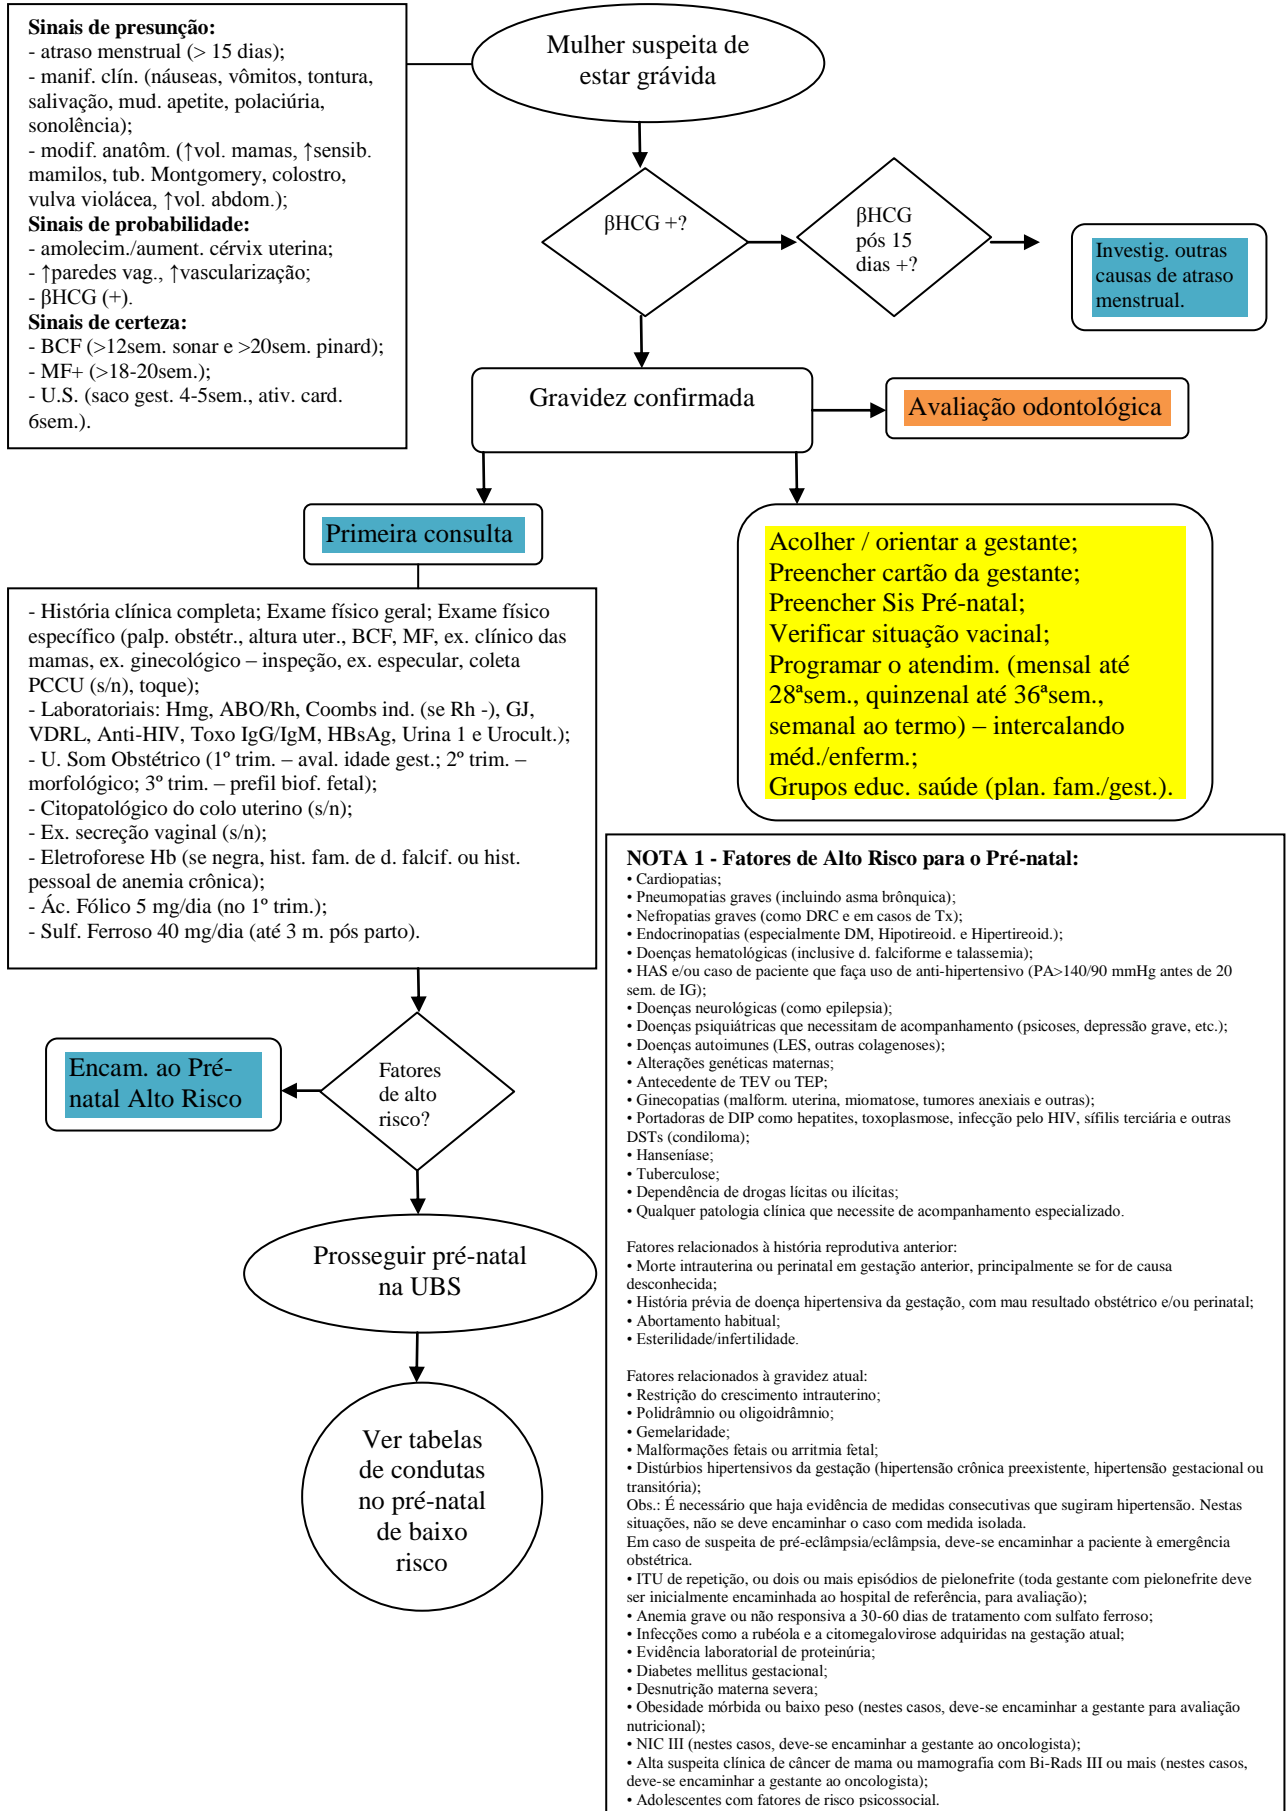 Sinais de presunção:
- atraso menstrual (> 15 dias);
- manif. clín. (náuseas, vômitos, tontura,
salivação, mud. apetite, polaciúria,
sonolência);
- modif. anatôm. (↑vol. mamas, ↑sensib.
mamilos, tub. Montgomery, colostro,
vulva violácea, ↑vol. abdom.);
Sinais de probabilidade:
- amolecim./aument. cérvix uterina;
- ↑paredes vag., ↑vascularização;
- βHCG (+).
Sinais de certeza:
- BCF (>12sem. sonar e >20sem. pinard);
- MF+ (>18-20sem.);
- U.S. (saco gest. 4-5sem., ativ. card.
6sem.).
Mulher suspeita de
estar grávida
βHCG +?
βHCG
pós 15
dias +?
Investig. outras
causas de atraso
menstrual.
Gravidez confirmada
Avaliação odontológica
Primeira consulta
Acolher / orientar a gestante;
Preencher cartão da gestante;
Preencher Sis Pré-natal;
Verificar situação vacinal;
Programar o atendim. (mensal até
28ªsem., quinzenal até 36ªsem.,
semanal ao termo) – intercalando
méd./enferm.;
Grupos educ. saúde (plan. fam./gest.).
- História clínica completa; Exame físico geral; Exame físico
específico (palp. obstétr., altura uter., BCF, MF, ex. clínico das
mamas, ex. ginecológico – inspeção, ex. especular, coleta
PCCU (s/n), toque);
- Laboratoriais: Hmg, ABO/Rh, Coombs ind. (se Rh -), GJ,
VDRL, Anti-HIV, Toxo IgG/IgM, HBsAg, Urina 1 e Urocult.);
- U. Som Obstétrico (1º trim. – aval. idade gest.; 2º trim. –
morfológico; 3º trim. – prefil biof. fetal);
- Citopatológico do colo uterino (s/n);
- Ex. secreção vaginal (s/n);
- Eletroforese Hb (se negra, hist. fam. de d. falcif. ou hist.
pessoal de anemia crônica);
- Ác. Fólico 5 mg/dia (no 1º trim.);
- Sulf. Ferroso 40 mg/dia (até 3 m. pós parto).
Fatores
de alto
risco?
Encam. ao Pré-
natal Alto Risco
Prosseguir pré-natal
na UBS
Ver tabelas
de condutas
no pré-natal
de baixo
risco
NOTA 1 - Fatores de Alto Risco para o Pré-natal:
• Cardiopatias;
• Pneumopatias graves (incluindo asma brônquica);
• Nefropatias graves (como DRC e em casos de Tx);
• Endocrinopatias (especialmente DM, Hipotireoid. e Hipertireoid.);
• Doenças hematológicas (inclusive d. falciforme e talassemia);
• HAS e/ou caso de paciente que faça uso de anti-hipertensivo (PA>140/90 mmHg antes de 20
sem. de IG);
• Doenças neurológicas (como epilepsia);
• Doenças psiquiátricas que necessitam de acompanhamento (psicoses, depressão grave, etc.);
• Doenças autoimunes (LES, outras colagenoses);
• Alterações genéticas maternas;
• Antecedente de TEV ou TEP;
• Ginecopatias (malform. uterina, miomatose, tumores anexiais e outras);
• Portadoras de DIP como hepatites, toxoplasmose, infecção pelo HIV, sífilis terciária e outras
DSTs (condiloma);
• Hanseníase;
• Tuberculose;
• Dependência de drogas lícitas ou ilícitas;
• Qualquer patologia clínica que necessite de acompanhamento especializado.
Fatores relacionados à história reprodutiva anterior:
• Morte intrauterina ou perinatal em gestação anterior, principalmente se for de causa
desconhecida;
• História prévia de doença hipertensiva da gestação, com mau resultado obstétrico e/ou perinatal;
• Abortamento habitual;
• Esterilidade/infertilidade.
Fatores relacionados à gravidez atual:
• Restrição do crescimento intrauterino;
• Polidrâmnio ou oligoidrâmnio;
• Gemelaridade;
• Malformações fetais ou arritmia fetal;
• Distúrbios hipertensivos da gestação (hipertensão crônica preexistente, hipertensão gestacional ou
transitória);
Obs.: É necessário que haja evidência de medidas consecutivas que sugiram hipertensão. Nestas
situações, não se deve encaminhar o caso com medida isolada.
Em caso de suspeita de pré-eclâmpsia/eclâmpsia, deve-se encaminhar a paciente à emergência
obstétrica.
• ITU de repetição, ou dois ou mais episódios de pielonefrite (toda gestante com pielonefrite deve
ser inicialmente encaminhada ao hospital de referência, para avaliação);
• Anemia grave ou não responsiva a 30-60 dias de tratamento com sulfato ferroso;
• Infecções como a rubéola e a citomegalovirose adquiridas na gestação atual;
• Evidência laboratorial de proteinúria;
• Diabetes mellitus gestacional;
• Desnutrição materna severa;
• Obesidade mórbida ou baixo peso (nestes casos, deve-se encaminhar a gestante para avaliação
nutricional);
• NIC III (nestes casos, deve-se encaminhar a gestante ao oncologista);
• Alta suspeita clínica de câncer de mama ou mamografia com Bi-Rads III ou mais (nestes casos,
deve-se encaminhar a gestante ao oncologista);
• Adolescentes com fatores de risco psicossocial.